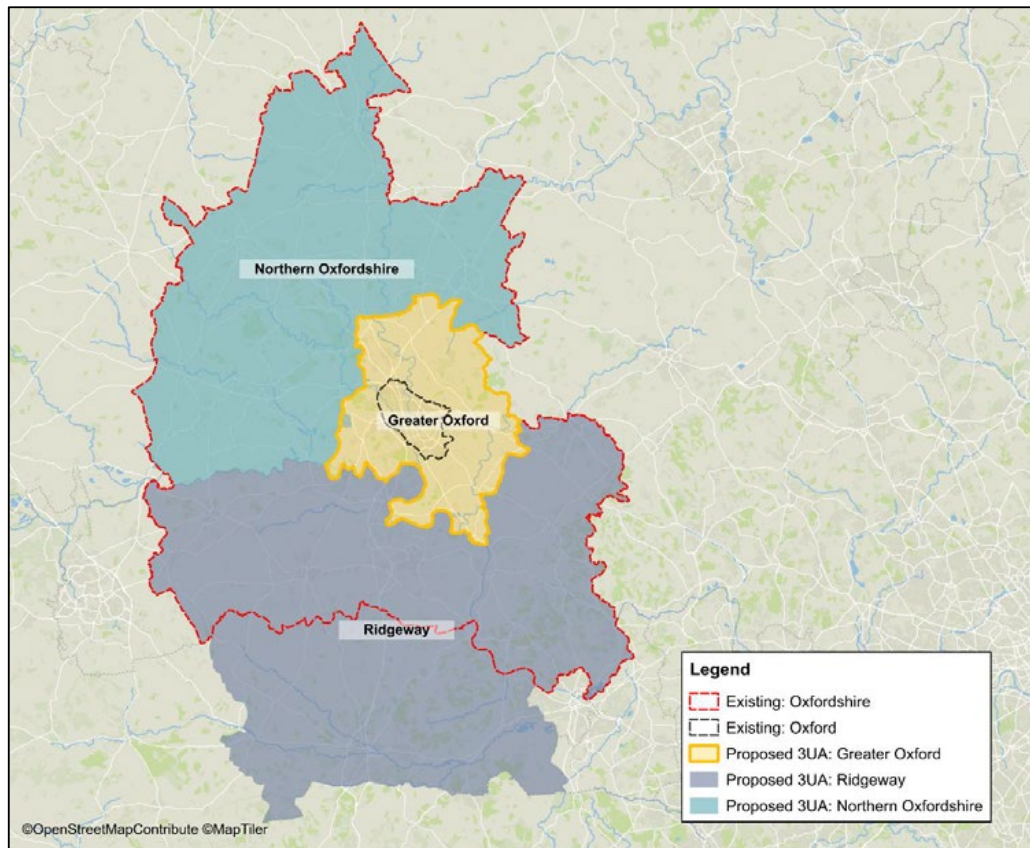 Northern Oxfordshire
Greater Oxford
Ridgeway
Legend
Existing: Oxfordshire
Existing: Oxford
Proposed 3UA: Greater Oxford
Proposed 3UA: Ridgeway
Proposed 3UA: Northern Oxfordshire
©OpenStreetMapContribute ©MapTiler